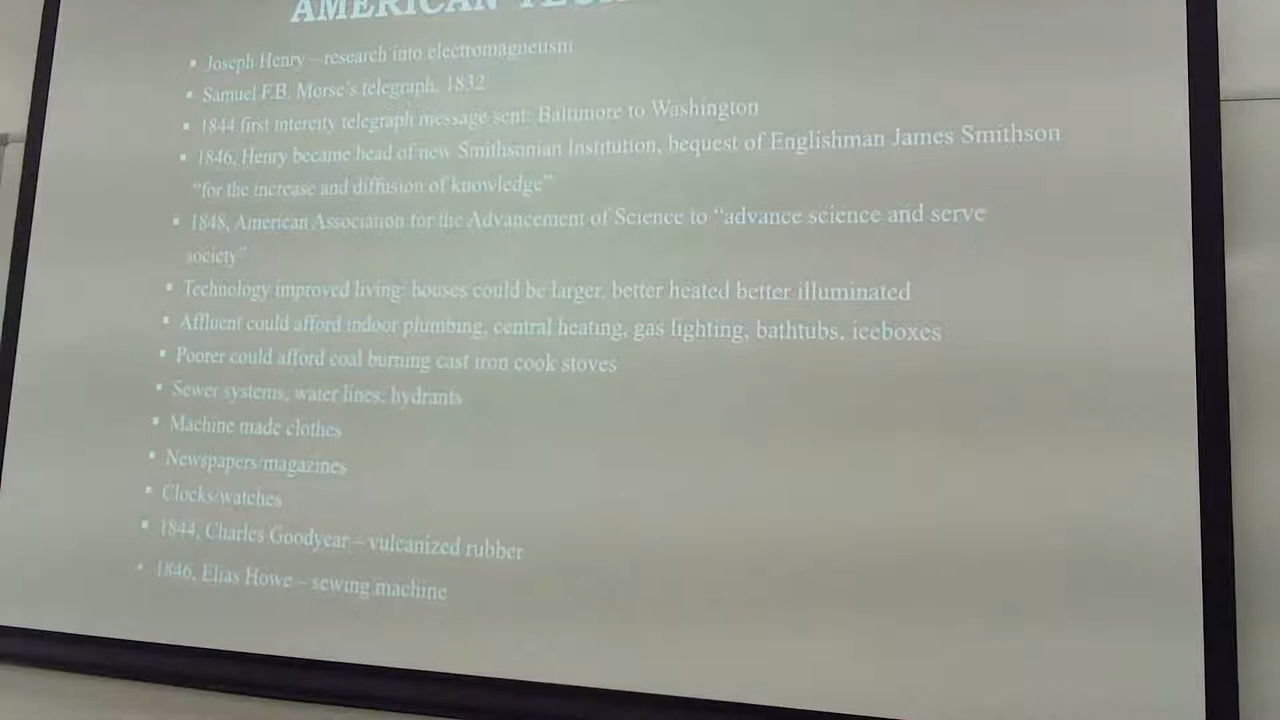 AMERICAN
▪ Joseph Henry – research into electromagnetism
▪ Samuel F.B. Morse's telegraph, 1832
▪ 1844 first intercity telegraph message sent: Baltimore to Washington
▪ 1846, Henry became head of new Smithsonian Institution, bequest of Englishman James Smithson
"for the increase and diffusion of knowledge"
▪ 1848, American Association for the Advancement of Science to "advance science and serve
society"
▪ Technology improved living: houses could be larger, better heated better illuminated
▪ Affluent could afford indoor plumbing, central heating, gas lighting, bathtubs, iceboxes
▪ Poorer could afford coal burning cast iron cook stoves
▪ Sewer systems, water lines, hydrants
▪ Machine made clothes
▪ Newspapers/magazines
▪ Clocks/watches
▪ 1844, Charles Goodyear – vulcanized rubber
▪ 1846, Elias Howe – sewing machine